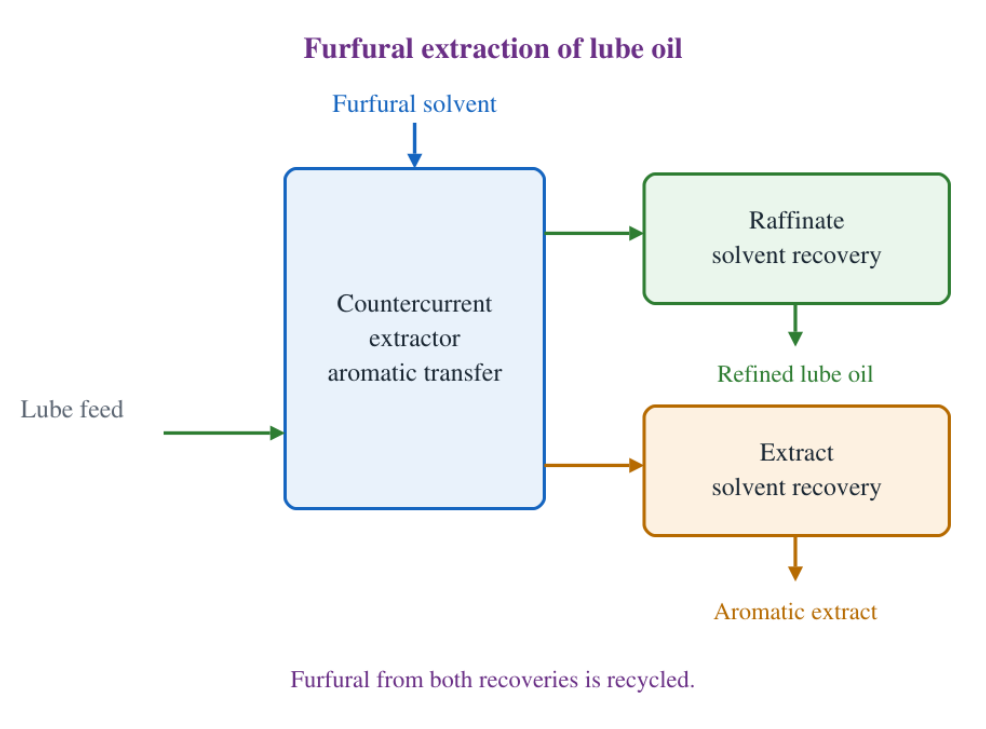 Furfural extraction of lube oil
Furfural solvent
Countercurrent
extractor
aromatic transfer
Lube feed
Raffinate
solvent recovery
Refined lube oil
Extract
solvent recovery
Aromatic extract
Furfural from both recoveries is recycled.